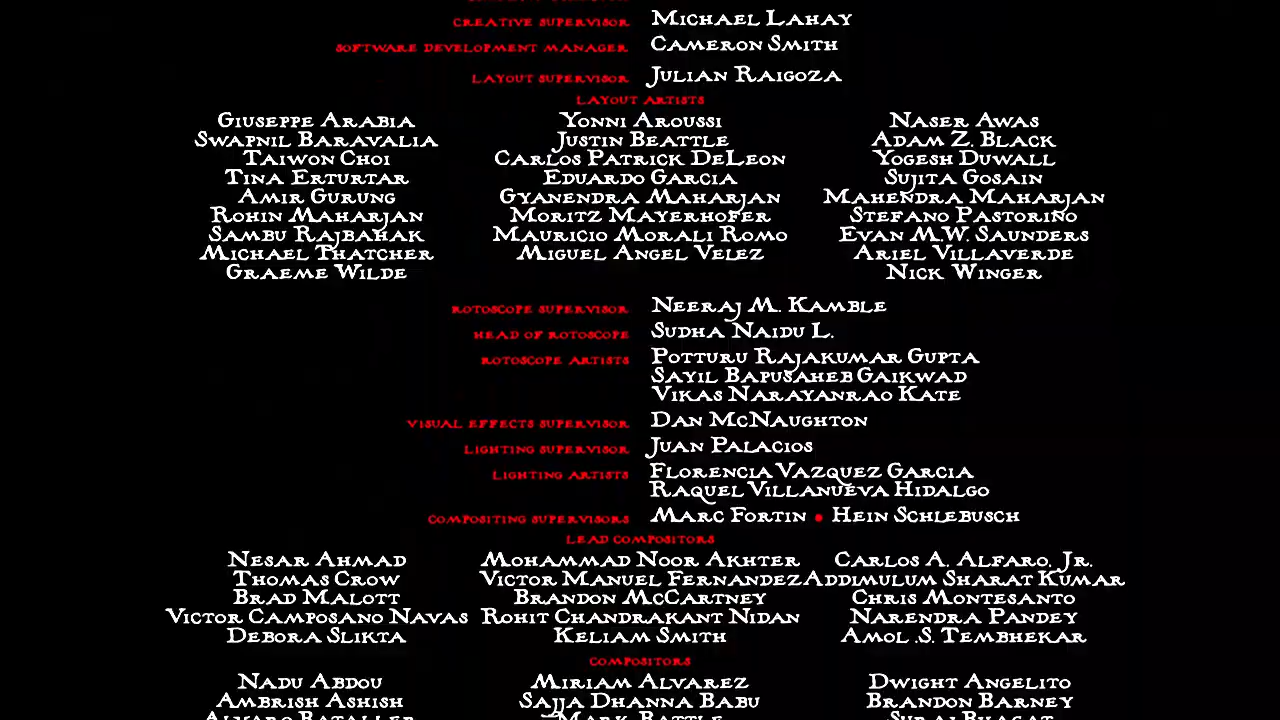 CREATIVE SUPERVISOR MICHAEL LAHAY
SOFTWARE DEVELOPMENT MANAGER CAMERON SMITH
LAYOUT SUPERVISOR JULIAN RAIGOZA
LAYOUT ARTISTS
GIUSEPPE ARABIA YONNI AROUSSI NASER AWAS
SWAPNIL BARAVALIA JUSTIN BEATTLE ADAM Z. BLACK
TAIWON CHOI CARLOS PATRICK DELEON YOGESH DUWALL
TINA ERTURTAR EDUARDO GARCIA SUJITA GOSAIN
AMIR GURUNG GYANENDRA MAHARJAN MAHENDRA MAHARJAN
ROHIN MAHARJAN MORITZ MAYERHOFER STEFANO PASTORIÑO
SAMBU RAJBAHAK MAURICIO MORALI ROMO EVAN M.W. SAUNDERS
MICHAEL THATCHER MIGUEL ANGEL VELEZ ARIEL VILLAVERDE
GRAEME WILDE NICK WINGER
ROTOSCOPE SUPERVISOR NEERAJ M. KAMBLE
HEAD OF ROTOSCOPE SUDHA NAIDU L.
ROTOSCOPE ARTISTS POTTURU RAJAKUMAR GUPTA
SAYIL BAPUSAHEB GAIKWAD
VIKAS NARAYANRAO KATE
VISUAL EFFECTS SUPERVISOR DAN MCNAUGHTON
LIGHTING SUPERVISOR JUAN PALACIOS
LIGHTING ARTISTS FLORENCIA VAZQUEZ GARCIA
RAQUEL VILLANUEVA HIDALGO
COMPOSITING SUPERVISORS MARC FORTIN • HEIN SCHLEBUSCH
LEAD COMPOSITORS
NESAR AHMAD MOHAMMAD NOOR AKHTER CARLOS A. ALFARO, JR.
THOMAS CROW VICTOR MANUEL FERNANDEZ ADDIMULUM SHARAT KUMAR
BRAD MALOTT BRANDON MCCARTNEY CHRIS MONTESANTO
VICTOR CAMPOSANO NAVAS ROHIT CHANDRAKANT NIDAN NARENDRA PANDEY
DEBORA SLIKTA KELIAM SMITH AMOL .S. TEMBHEKAR
COMPOSITORS
NADU ABDOU MIRIAM ALVAREZ DWIGHT ANGELITO
AMBRISH ASHISH SAJJA DHANNA BABU BRANDON BARNEY
ALVARO BATALLER MARK BATTLE SURAJ BHAGAT